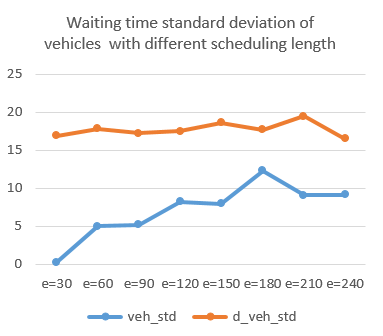 Waiting time standard deviation of
vehicles with different scheduling length
25
20
15
10
5
0
e=30 e=60 e=90 e=120 e=150 e=180 e=210 e=240
veh_std d_veh_std